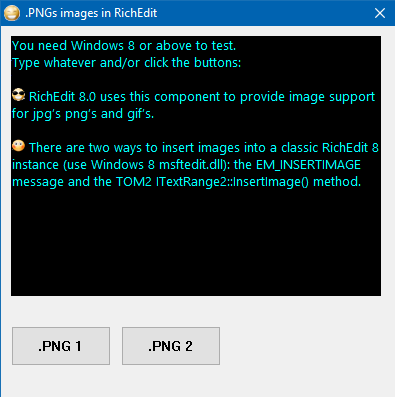 .PNGs images in RichEdit
You need Windows 8 or above to test.
Type whatever and/or click the buttons:
RichEdit 8.0 uses this component to provide image support
for jpg's png's and gif's.
There are two ways to insert images into a classic RichEdit 8
instance (use Windows 8 msftedit.dll): the EM_INSERTIMAGE
message and the TOM2 ITextRange2::InsertImage() method.
.PNG 1
.PNG 2